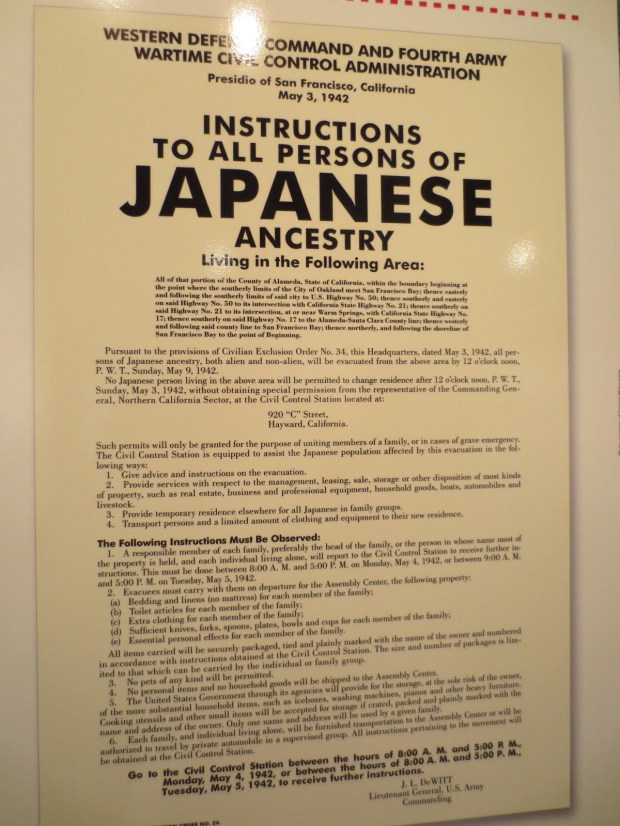 WESTERN DEFENSE COMMAND AND FOURTH ARMY
WARTIME CIVIL CONTROL ADMINISTRATION
Presidio of San Francisco, California
May 3, 1942
INSTRUCTIONS
TO ALL PERSONS OF
JAPANESE
ANCESTRY
Living in the Following Area:
All of that portion of the County of Alameda, State of California, within the boundary beginning at
the point where the southerly limits of the City of Oakland meet San Francisco Bay; thence easterly
and following the southerly limits of said city to U.S. Highway No. 50; thence southerly and easterly
on said Highway No. 50 to its intersection with California State Highway No. 21; thence southerly on
said Highway No. 21 to its intersection, at or near Warm Springs, with California State Highway No.
17; thence southerly on said Highway No. 17 to the Alameda-Santa Clara County line; thence westerly
and following said county line to San Francisco Bay; thence northerly, and following the shoreline of
San Francisco Bay to the point of Beginning.
Pursuant to the provisions of Civilian Exclusion Order No. 34, this Headquarters, dated May 3, 1942, all per-
sons of Japanese ancestry, both alien and non-alien, will be evacuated from the above area by 12 o'clock noon,
P. W. T., Sunday, May 9, 1942.
No Japanese person living in the above area will be permitted to change residence after 12 o'clock noon, P. W. T.,
Sunday, May 3, 1942, without obtaining special permission from the representative of the Commanding Gen-
eral, Northern California Sector, at the Civil Control Station located at:
920 "C" Street,
Hayward, California.
Such permits will only be granted for the purpose of uniting members of a family, or in cases of grave emergency.
The Civil Control Station is equipped to assist the Japanese population affected by this evacuation in the fol-
lowing ways:
1. Give advice and instructions on the evacuation.
2. Provide services with respect to the management, leasing, sale, storage or other disposition of most kinds
of property, such as real estate, business and professional equipment, household goods, boats, automobiles and
livestock.
3. Provide temporary residence elsewhere for all Japanese in family groups.
4. Transport persons and a limited amount of clothing and equipment to their new residence.
The Following Instructions Must Be Observed:
1. A responsible member of each family, preferably the head of the family, or the person in whose name most of
the property is held, and each individual living alone, will report to the Civil Control Station to receive further in-
structions. This must be done between 8:00 A. M. and 5:00 P. M. on Monday, May 4, 1942, or between 9:00 A. M.
and 5:00 P. M. on Tuesday, May 5, 1942.
2. Evacuees must carry with them on departure for the Assembly Center, the following property:
(a) Bedding and linens (no mattress) for each member of the family;
(b) Toilet articles for each member of the family;
(c) Extra clothing for each member of the family;
(d) Sufficient knives, forks, spoons, plates, bowls and cups for each member of the family;
(e) Essential personal effects for each member of the family.
All items carried will be securely packaged, tied and plainly marked with the name of the owner and numbered
in accordance with instructions obtained at the Civil Control Station. The size and number of packages is lim-
ited to that which can be carried by the individual or family group.
3. No pets of any kind will be permitted.
4. No personal items and no household goods will be shipped to the Assembly Center.
5. The United States Government through its agencies will provide for the storage, at the sole risk of the owner,
of the more substantial household items, such as iceboxes, washing machines, pianos and other heavy furniture.
Cooking utensils and other small items will be accepted for storage if crated, packed and plainly marked with the
name and address of the owner. Only one name and address will be used by a given family.
6. Each family, and individual living alone, will be furnished transportation to the Assembly Center or will be
authorized to travel by private automobile in a supervised group. All instructions pertaining to the movement will
be obtained at the Civil Control Station.
Go to the Civil Control Station between the hours of 8:00 A. M. and 5:00 P. M.,
Monday, May 4, 1942, or between the hours of 8:00 A. M. and 5:00 P. M.,
Tuesday, May 5, 1942, to receive further instructions.
J. L. DeWITT
Lieutenant General, U.S. Army
Commanding
ORDER NO. 34.